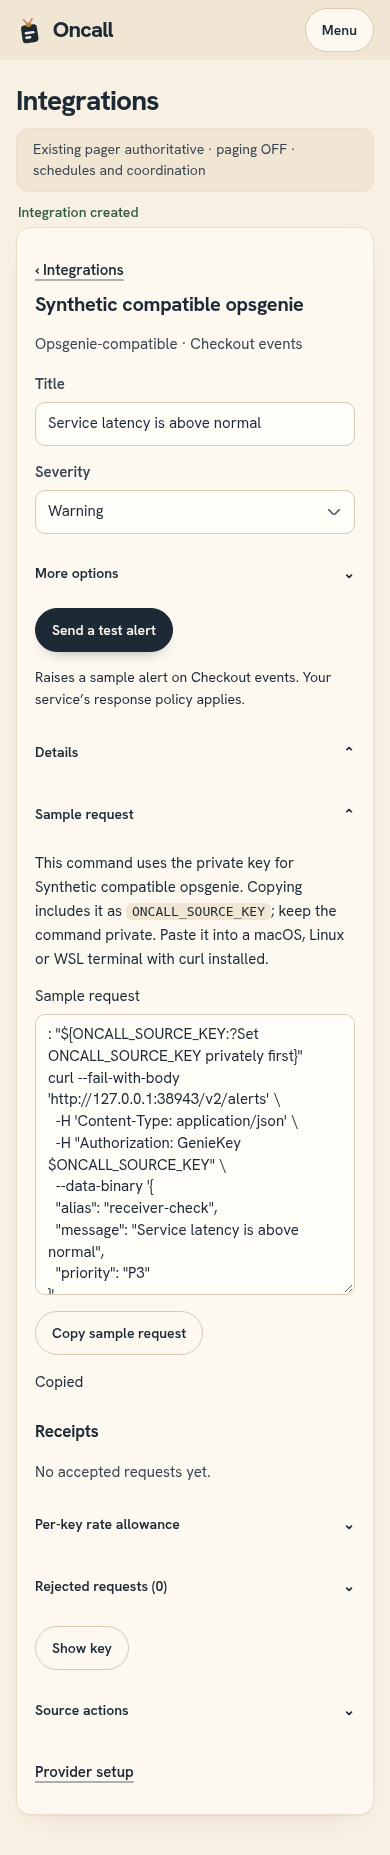 Oncall
Menu
Integrations
Existing pager authoritative · paging OFF ·
schedules and coordination
Integration created
‹ Integrations
Synthetic compatible opsgenie
Opsgenie-compatible · Checkout events
Title
Service latency is above normal
Severity
Warning
More options
Send a test alert
Raises a sample alert on Checkout events. Your
service’s response policy applies.
Details
Sample request
This command uses the private key for
Synthetic compatible opsgenie. Copying
includes it as ONCALL_SOURCE_KEY; keep the
command private. Paste it into a macOS, Linux
or WSL terminal with curl installed.
Sample request
: "${ONCALL_SOURCE_KEY:?Set
ONCALL_SOURCE_KEY privately first}"
curl --fail-with-body
'http://127.0.0.1:38943/v2/alerts' \
-H 'Content-Type: application/json' \
-H "Authorization: GenieKey
$ONCALL_SOURCE_KEY" \
--data-binary '{
"alias": "receiver-check",
"message": "Service latency is above
normal",
"priority": "P3"
}'
Copy sample request
Copied
Receipts
No accepted requests yet.
Per-key rate allowance
Rejected requests (0)
Show key
Source actions
Provider setup